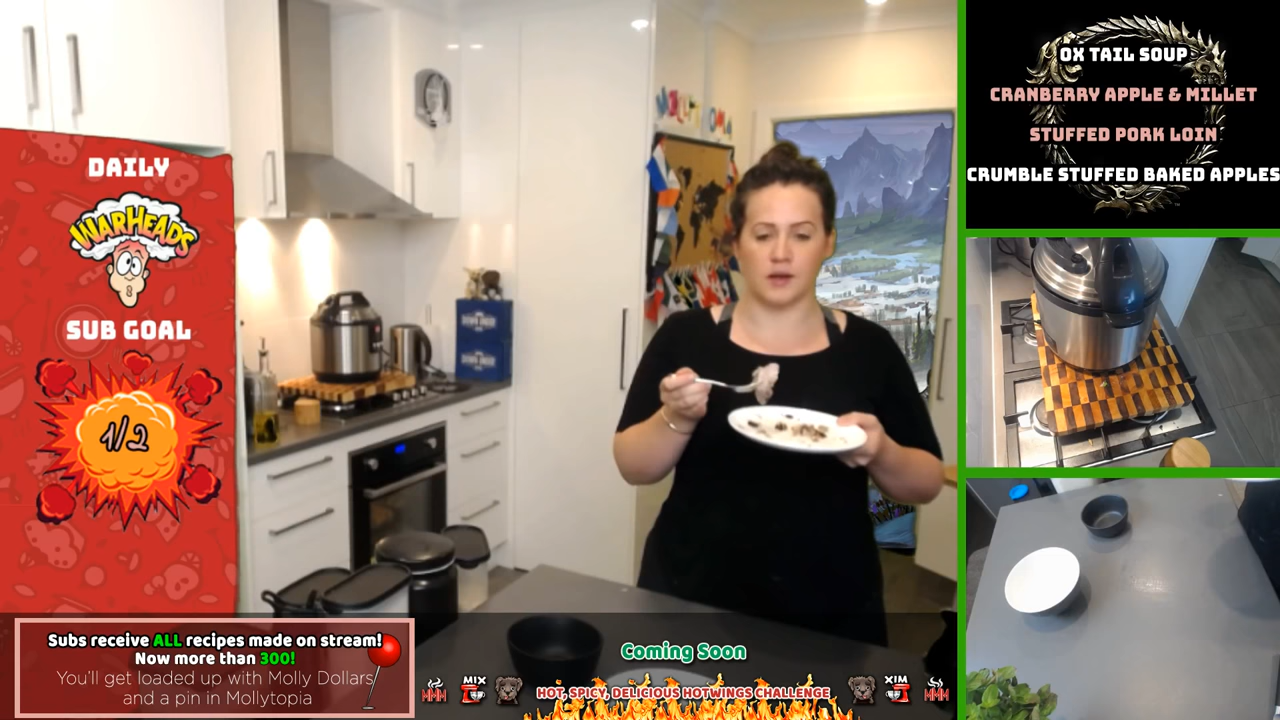 DAILY
WARHEADS
SUB GOAL
1/2
Subs receive ALL recipes made on stream!
Now more than 300!
You'll get loaded up with Molly Dollars
and a pin in Mollytopia
Coming Soon
MIX
HOT, SPICY, DELICIOUS HOTWINGS CHALLENGE
XIM
OX TAIL SOUP
CRANBERRY APPLE & MILLET
STUFFED PORK LOIN
CRUMBLE STUFFED BAKED APPLES